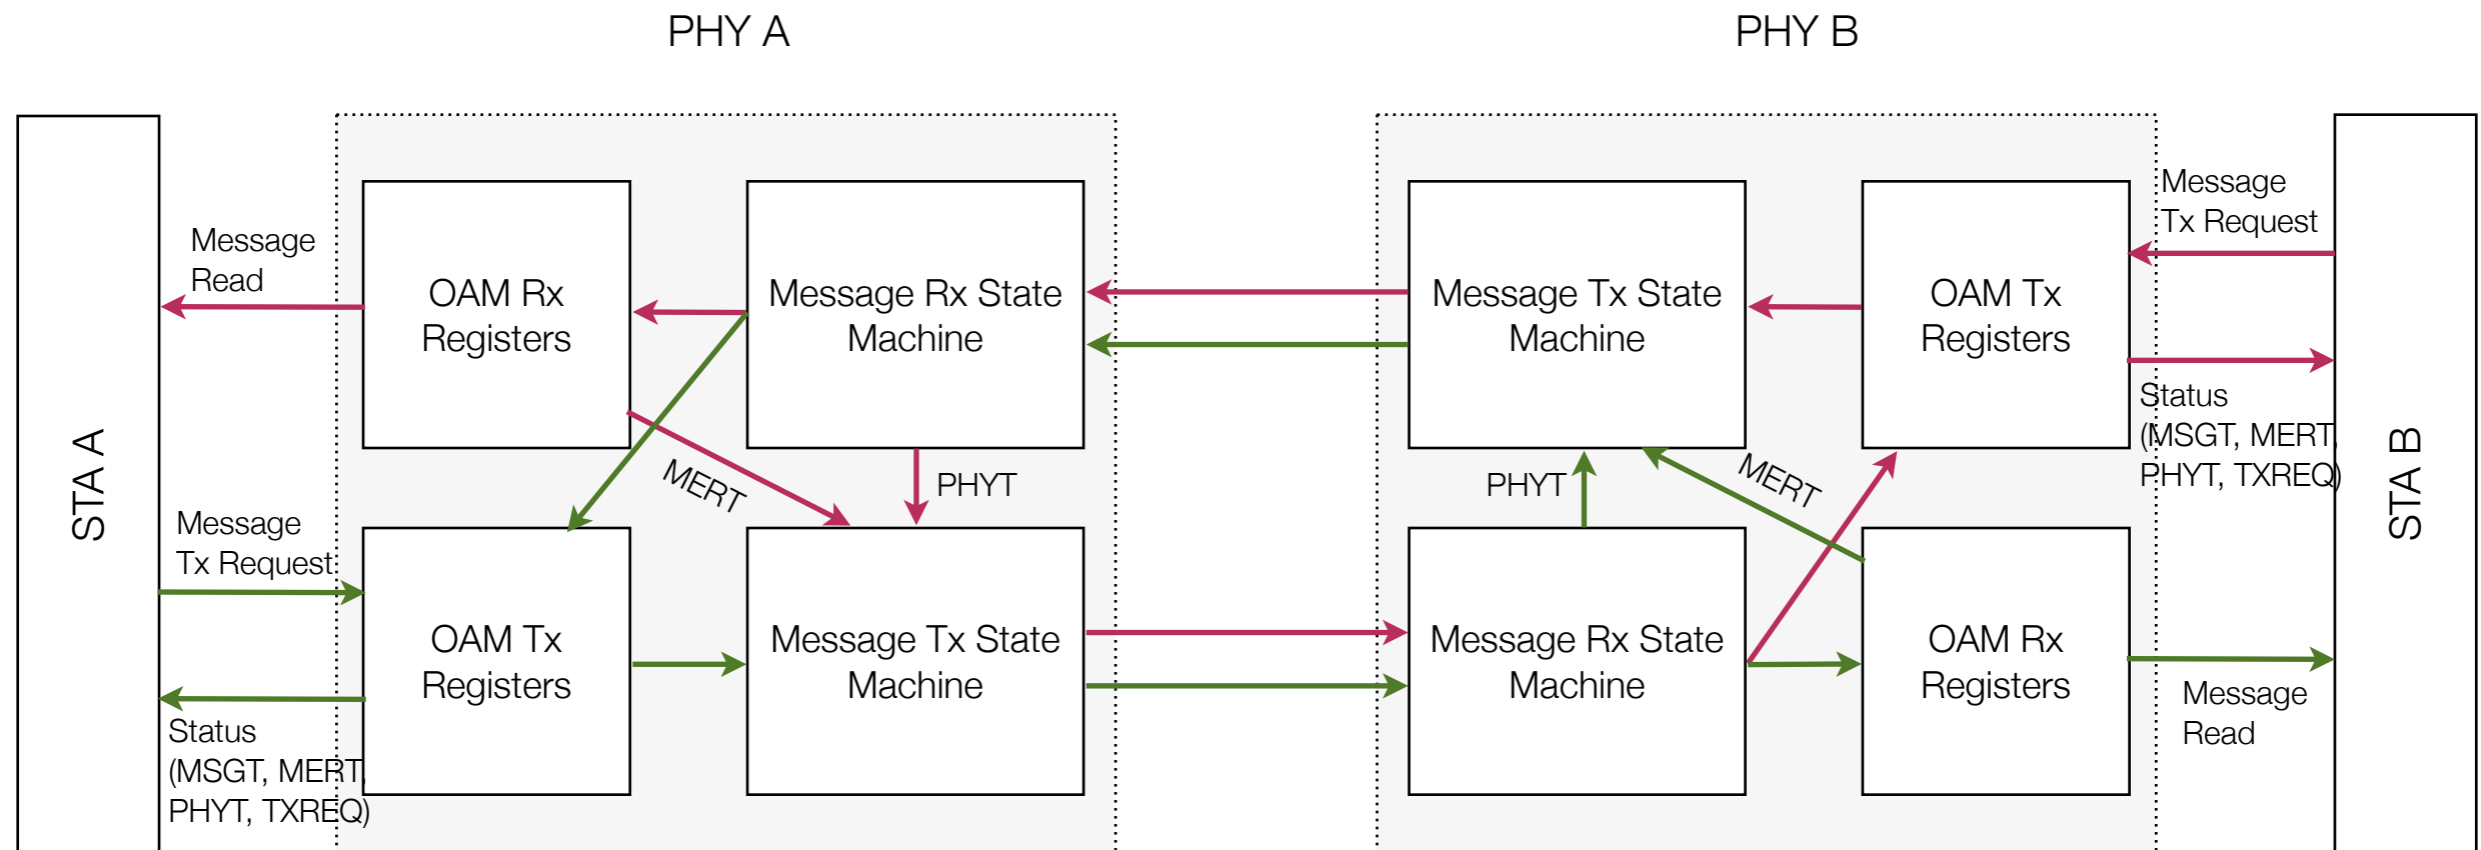 PHY A
PHY B
STA A
Message
Read
OAM Rx
Registers
Message Rx State
Machine
Message Tx State
Machine
OAM Tx
Registers
Message
Tx Request
Status
(MSGT, MERT,
PHYT, TXREQ)
STA B
MERT
PHYT
PHYT
MERT
Message
Tx Request
OAM Tx
Registers
Message Tx State
Machine
Message Rx State
Machine
OAM Rx
Registers
Message
Read
Status
(MSGT, MERT,
PHYT, TXREQ)